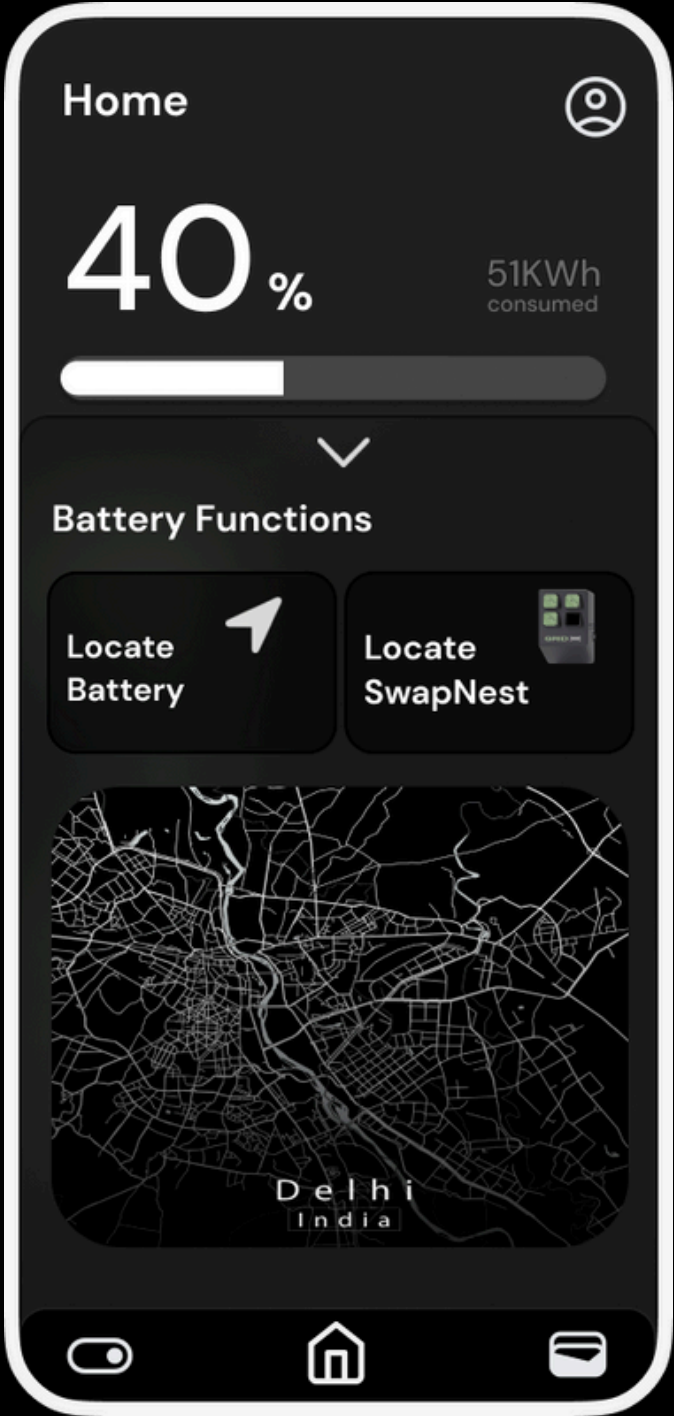 Home
40 %
51KWh
consumed
Battery Functions
Locate
Battery
Locate
SwapNest
Delhi
India